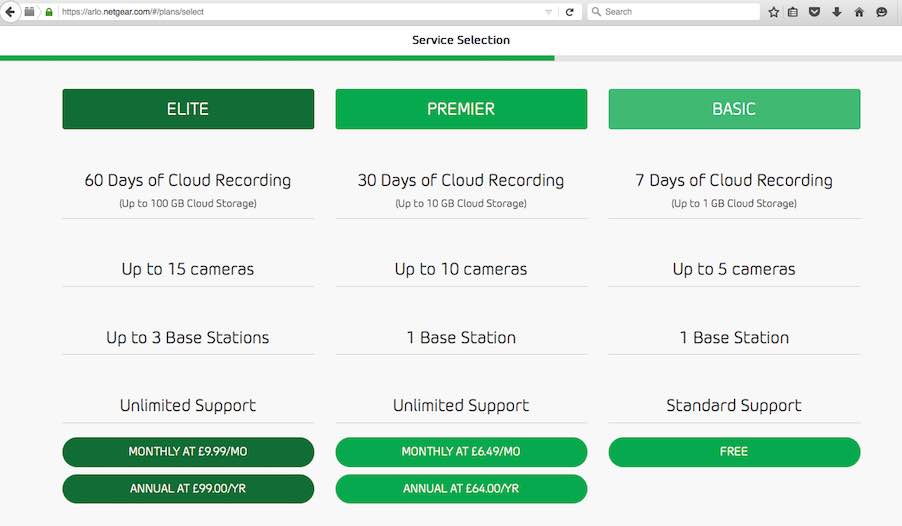 https://arlo.netgear.com/#/plans/select
Search
Service Selection
ELITE
60 Days of Cloud Recording
(Up to 100 GB Cloud Storage)
Up to 15 cameras
Up to 3 Base Stations
Unlimited Support
MONTHLY AT £9.99/MO
ANNUAL AT £99.00/YR
PREMIER
30 Days of Cloud Recording
(Up to 10 GB Cloud Storage)
Up to 10 cameras
1 Base Station
Unlimited Support
MONTHLY AT £6.49/MO
ANNUAL AT £64.00/YR
BASIC
7 Days of Cloud Recording
(Up to 1 GB Cloud Storage)
Up to 5 cameras
1 Base Station
Standard Support
FREE